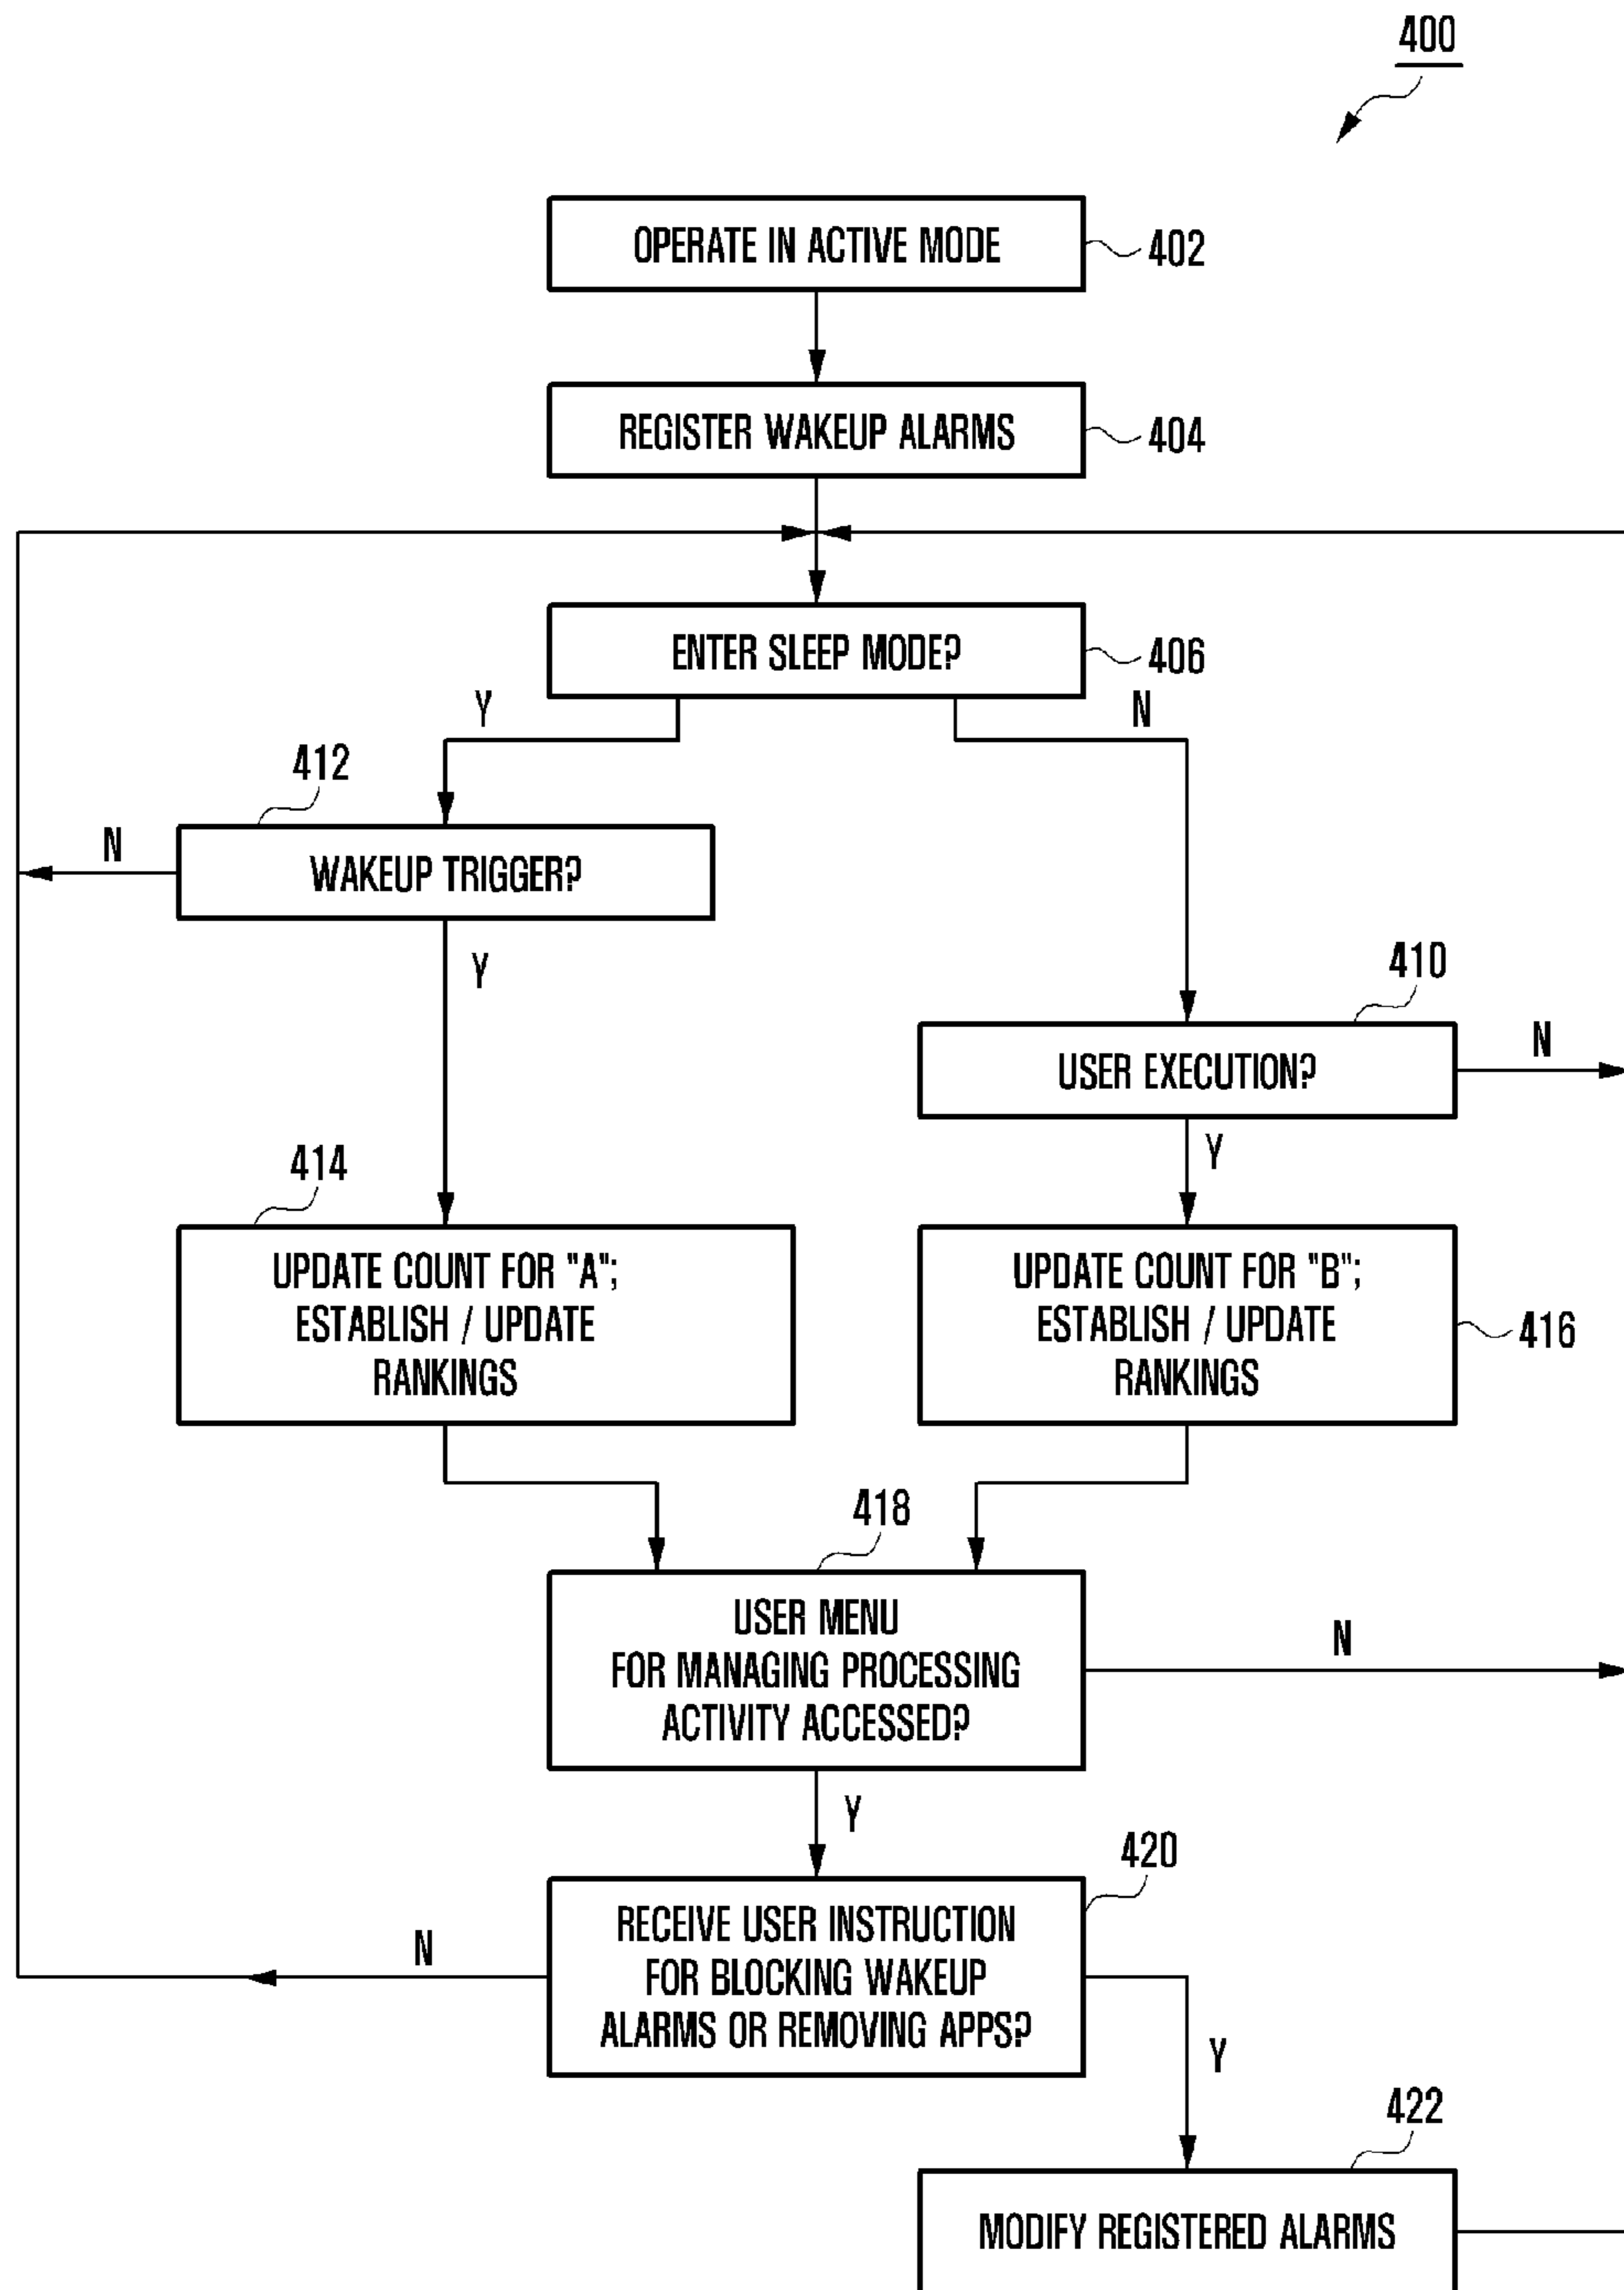 400
OPERATE IN ACTIVE MODE
402
REGISTER WAKEUP ALARMS
404
ENTER SLEEP MODE?
406
Y
N
412
WAKEUP TRIGGER?
N
Y
410
USER EXECUTION?
N
Y
414
UPDATE COUNT FOR "A";
ESTABLISH / UPDATE
RANKINGS
UPDATE COUNT FOR "B";
ESTABLISH / UPDATE
RANKINGS
416
418
USER MENU
FOR MANAGING PROCESSING
ACTIVITY ACCESSED?
N
Y
420
RECEIVE USER INSTRUCTION
FOR BLOCKING WAKEUP
ALARMS OR REMOVING APPS?
N
Y
422
MODIFY REGISTERED ALARMS